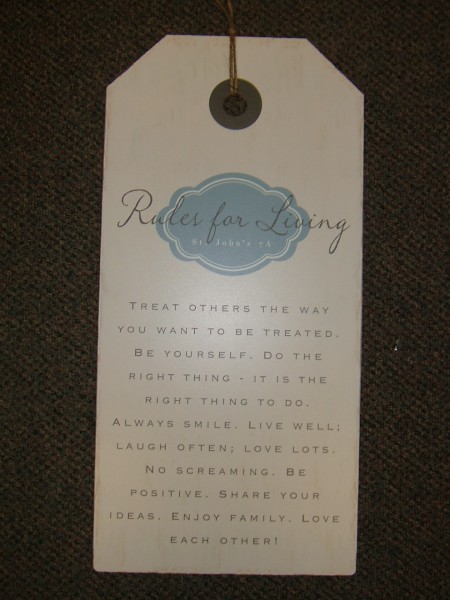 Rules for Living
St. John's 7A
Treat others the way
you want to be treated.
Be yourself. Do the
right thing - it is the
right thing to do.
Always smile. Live well;
laugh often; love lots.
No screaming. Be
positive. Share your
ideas. Enjoy family. Love
each other!